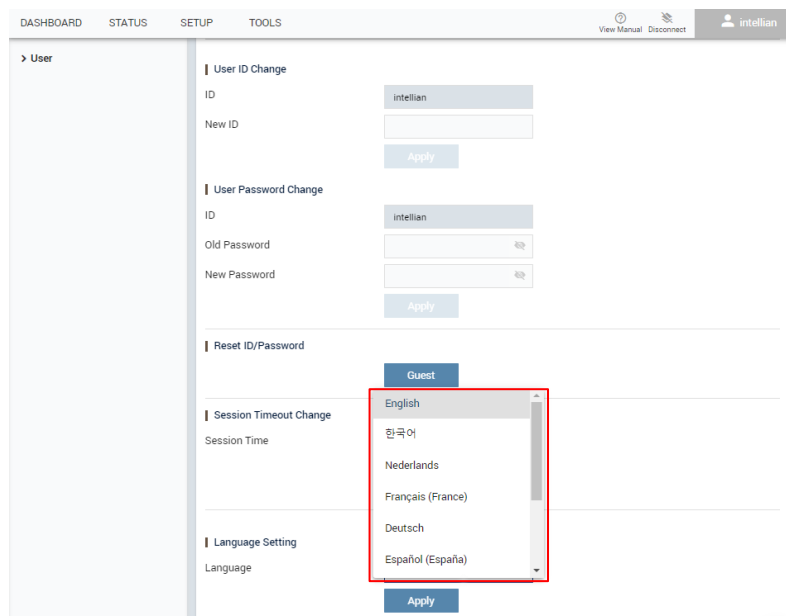 DASHBOARD STATUS SETUP TOOLS View Manual Disconnect intellian
User
User ID Change
ID intellian
New ID
Apply
User Password Change
ID intellian
Old Password
New Password
Apply
Reset ID/Password
Guest
English
Session Timeout Change
한국어
Session Time
Nederlands
Français (France)
Deutsch
Language Setting
Español (España)
Language
Apply